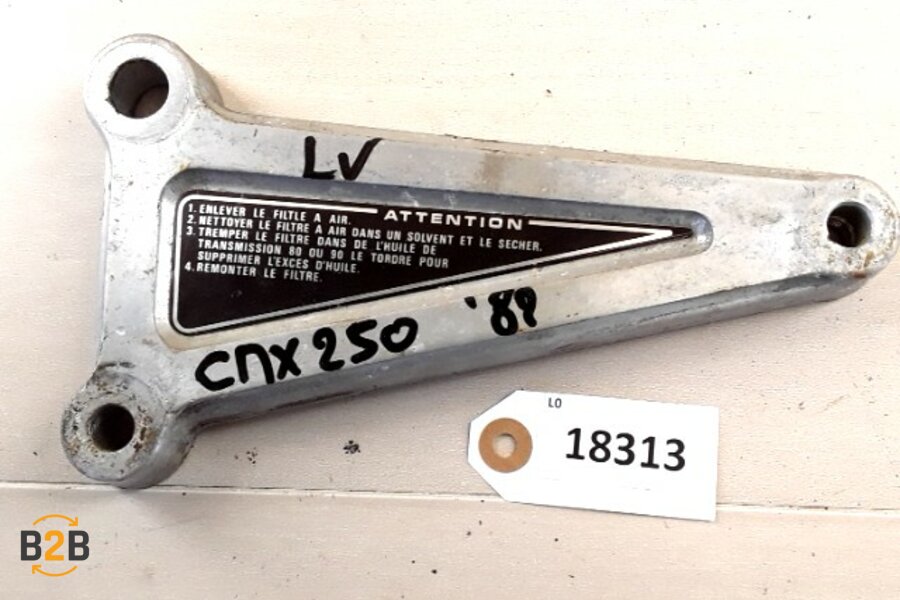 LV
ATTENTION
1. ENLEVER LE FILTLE A AIR.
2. NETTOYER LE FILTRE A AIR DANS UN SOLVENT ET LE SECHER.
3. TREMPER LE FILTRE DANS DE L'HUILE DE
TRANSMISSION 80 OU 90 LE TORDRE POUR
SUPPRIMER L'EXCES D'HUILE.
4. REMONTER LE FILTRE.
CMX250 '89
LO
18313
B2B